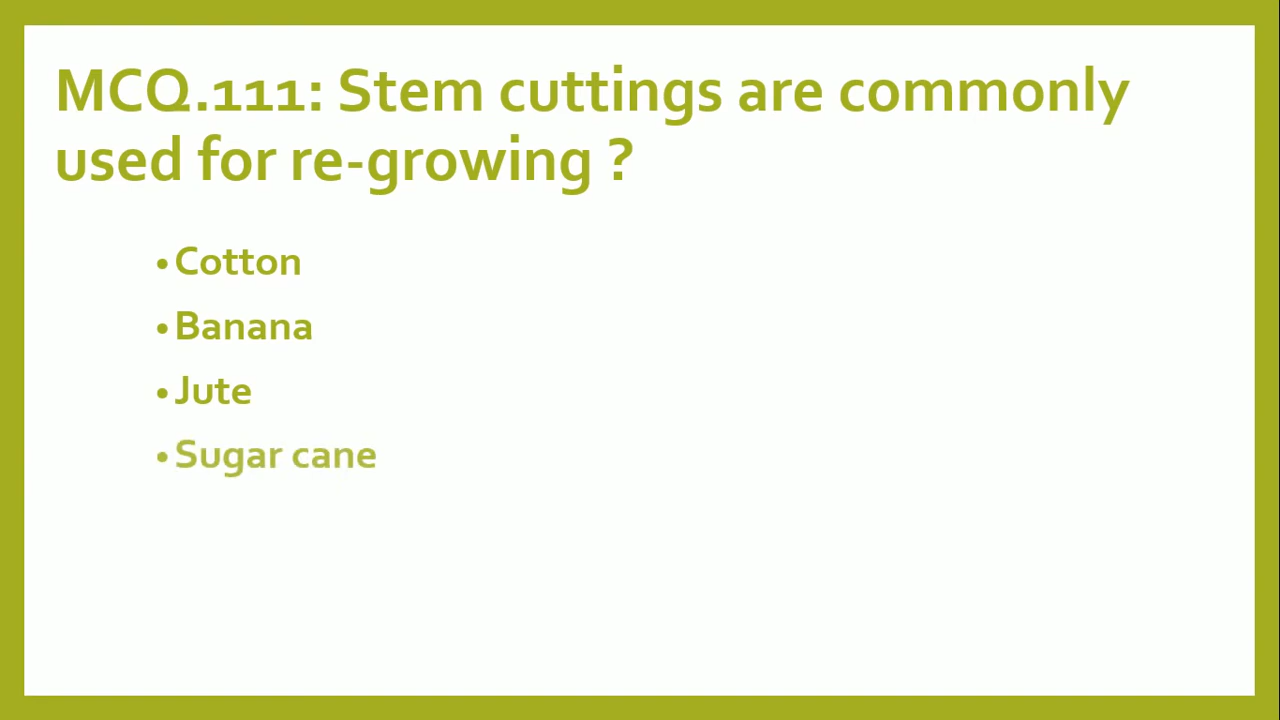 MCQ.111: Stem cuttings are commonly
used for re-growing ?
• Cotton
• Banana
• Jute
• Sugar cane